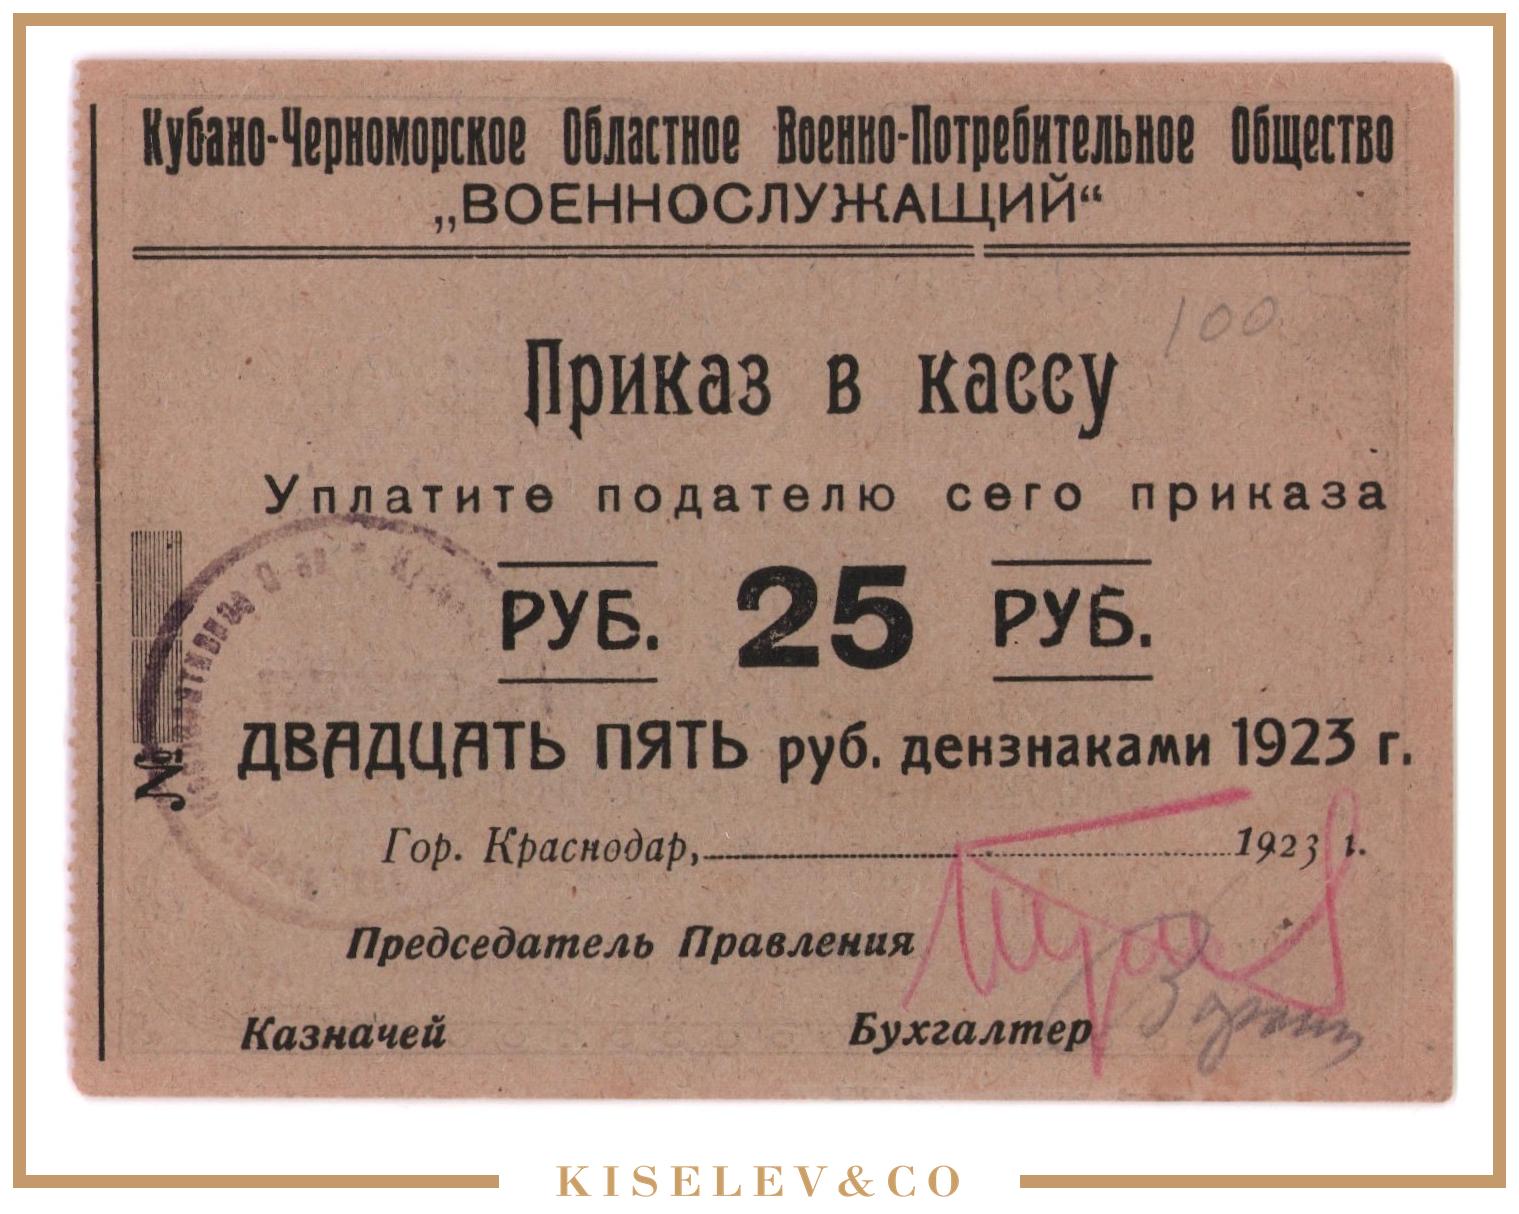 Кубано-Черноморское Областное Военно-Потребительное Общество
„ВОЕННОСЛУЖАЩИЙ“
100
Приказ в кассу
Уплатите подателю сего приказа
РУБ. 25 РУБ.
ДВАДЦАТЬ ПЯТЬ руб. дензнаками 1923 г.
№
Гор. Краснодар, 1923 г.
Председатель Правления
Казначей Бухгалтер
KISELEV&CO